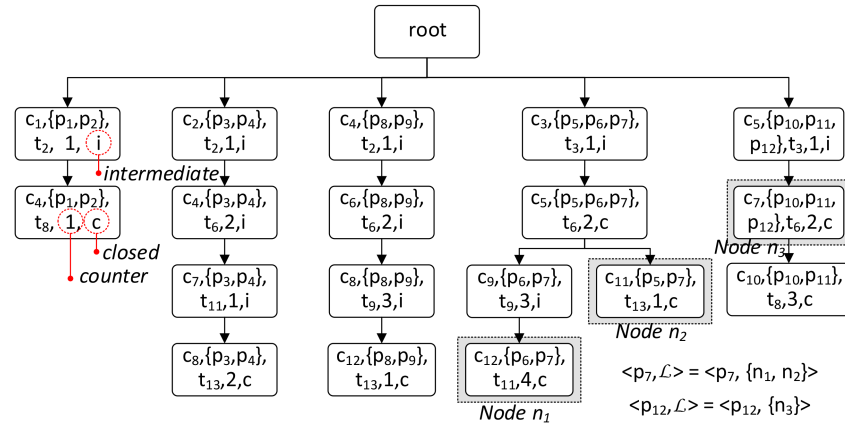 root
c₁,{p₁,p₂},
t₂, 1, i
intermediate
c₄,{p₁,p₂},
t₈, 1, c
closed
counter
c₂,{p₃,p₄},
t₂,1,i
c₄,{p₃,p₄},
t₆,2,i
c₇,{p₃,p₄},
t₁₁,1,i
c₈,{p₃,p₄},
t₁₃,2,c
c₄,{p₈,p₉},
t₂,1,i
c₆,{p₈,p₉},
t₆,2,i
c₈,{p₈,p₉},
t₉,3,i
c₁₂,{p₈,p₉},
t₁₃,1,c
c₃,{p₅,p₆,p₇},
t₃,1,i
c₅,{p₅,p₆,p₇},
t₆,2,c
c₉,{p₆,p₇},
t₉,3,i
c₁₂,{p₆,p₇},
t₁₁,4,c
Node n₁
c₁₁,{p₅,p₇},
t₁₃,1,c
Node n₂
c₅,{p₁₀,p₁₁,
p₁₂},t₃,1,i
c₇,{p₁₀,p₁₁,
p₁₂},t₆,2,c
Node n₃
c₁₀,{p₁₀,p₁₁},
t₈,3,c
<p₇,ℒ> = <p₇, {n₁, n₂}>
<p₁₂,ℒ> = <p₁₂, {n₃}>